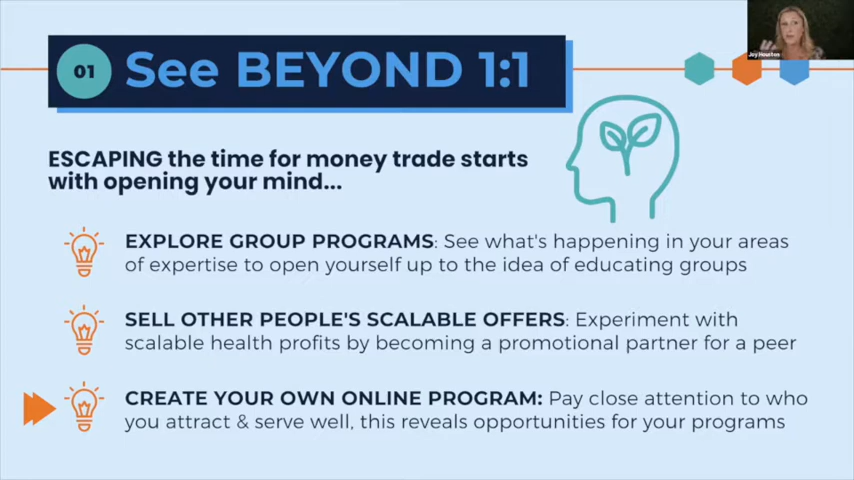 01
See BEYOND 1:1
Joy Houston
ESCAPING the time for money trade starts
with opening your mind...
EXPLORE GROUP PROGRAMS: See what's happening in your areas
of expertise to open yourself up to the idea of educating groups
SELL OTHER PEOPLE'S SCALABLE OFFERS: Experiment with
scalable health profits by becoming a promotional partner for a peer
CREATE YOUR OWN ONLINE PROGRAM: Pay close attention to who
you attract & serve well, this reveals opportunities for your programs